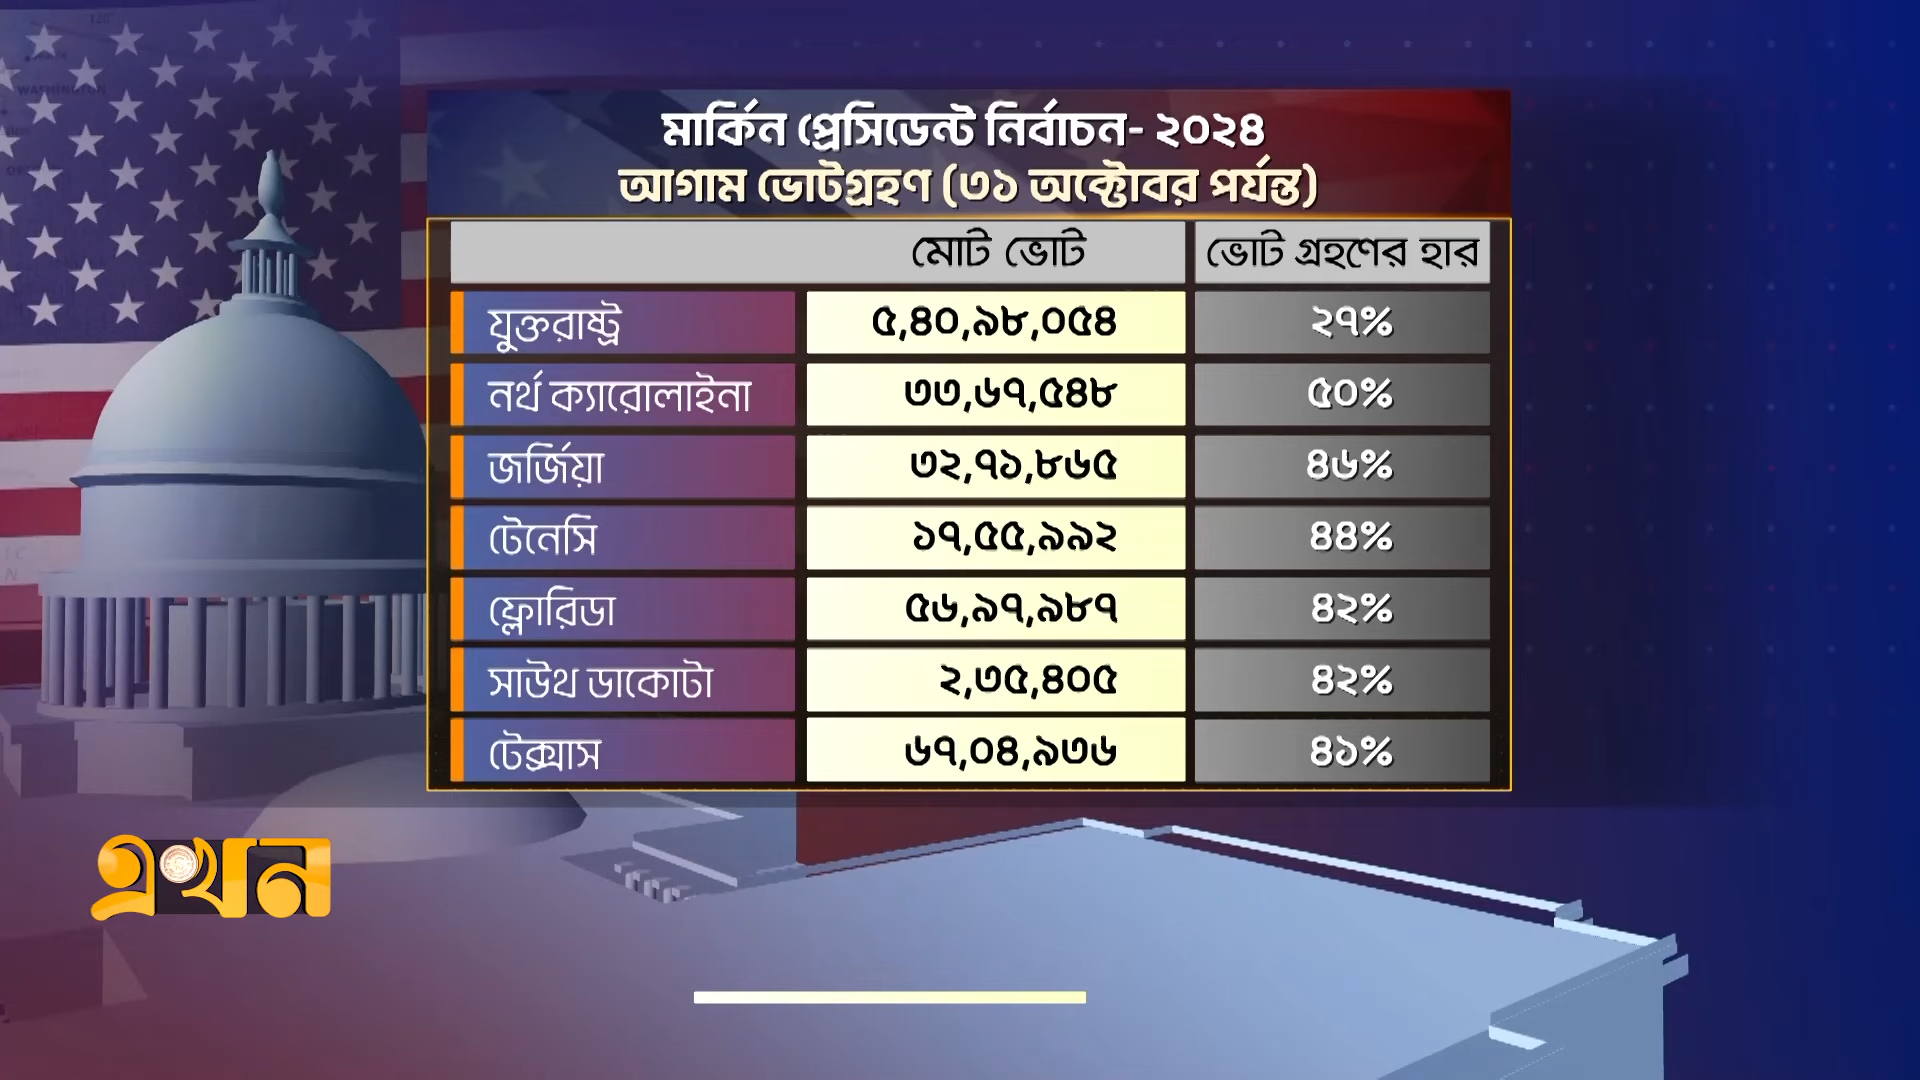 মার্কিন প্রেসিডেন্ট নির্বাচন- ২০২৪
আগাম ভোটগ্রহণ (৩১ অক্টোবর পর্যন্ত)
মোট ভোট ভোট গ্রহণের হার
যুক্তরাষ্ট্র ৫,৪০,৯৮,০৫৪ ২৭%
নর্থ ক্যারোলাইনা ৩৩,৬৭,৫৪৮ ৫০%
জর্জিয়া ৩২,৭১,৮৬৫ ৪৬%
টেনেসি ১৭,৫৫,৯৯২ ৪৪%
ফ্লোরিডা ৫৬,৯৭,৯৮৭ ৪২%
সাউথ ডাকোটা ২,৩৫,৪০৫ ৪২%
টেক্সাস ৬৭,০৪,৯৩৬ ৪১%
এখন
WASHINGTON